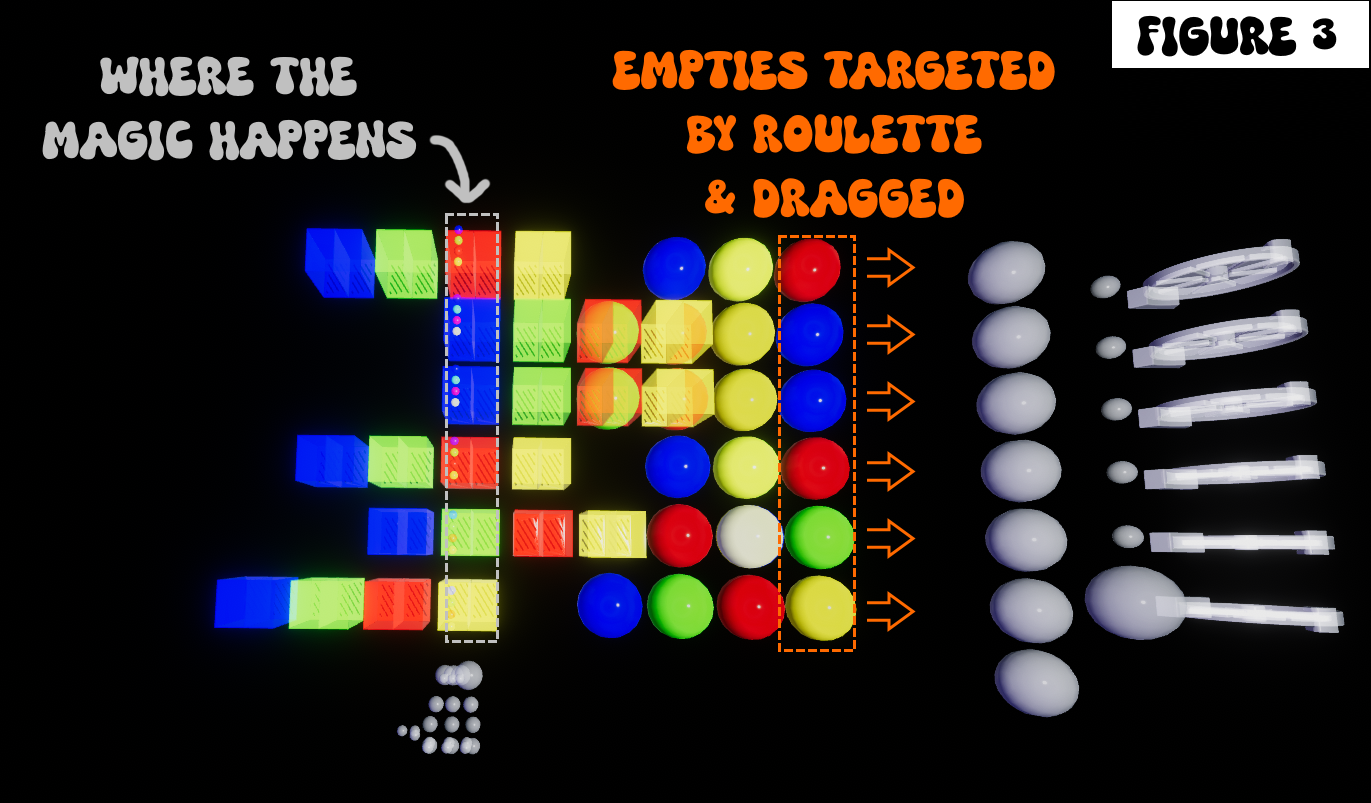 FIGURE 3
WHERE THE
MAGIC HAPPENS
EMPTIES TARGETED
BY ROULETTE
& DRAGGED